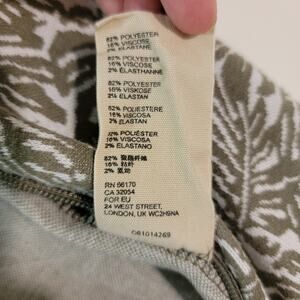 82% POLYESTER
16% VISCOSE
2% ELASTANE
82% POLYESTER
16% VISCOSE
2% ELASTHANNE
82% POLYESTER
16% VISKOSE
2% ELASTAN
82% POLIESTERE
16% VISCOSA
2% ELASTAN
82% POLIÉSTER
16% VISCOSA
2% ELASTANO
82% 聚酯纤维
16% 粘纤
2% 氨纶
RN 66170
CA 32054
FOR EU
24 WEST STREET,
LONDON, UK WC2H9NA
061014269